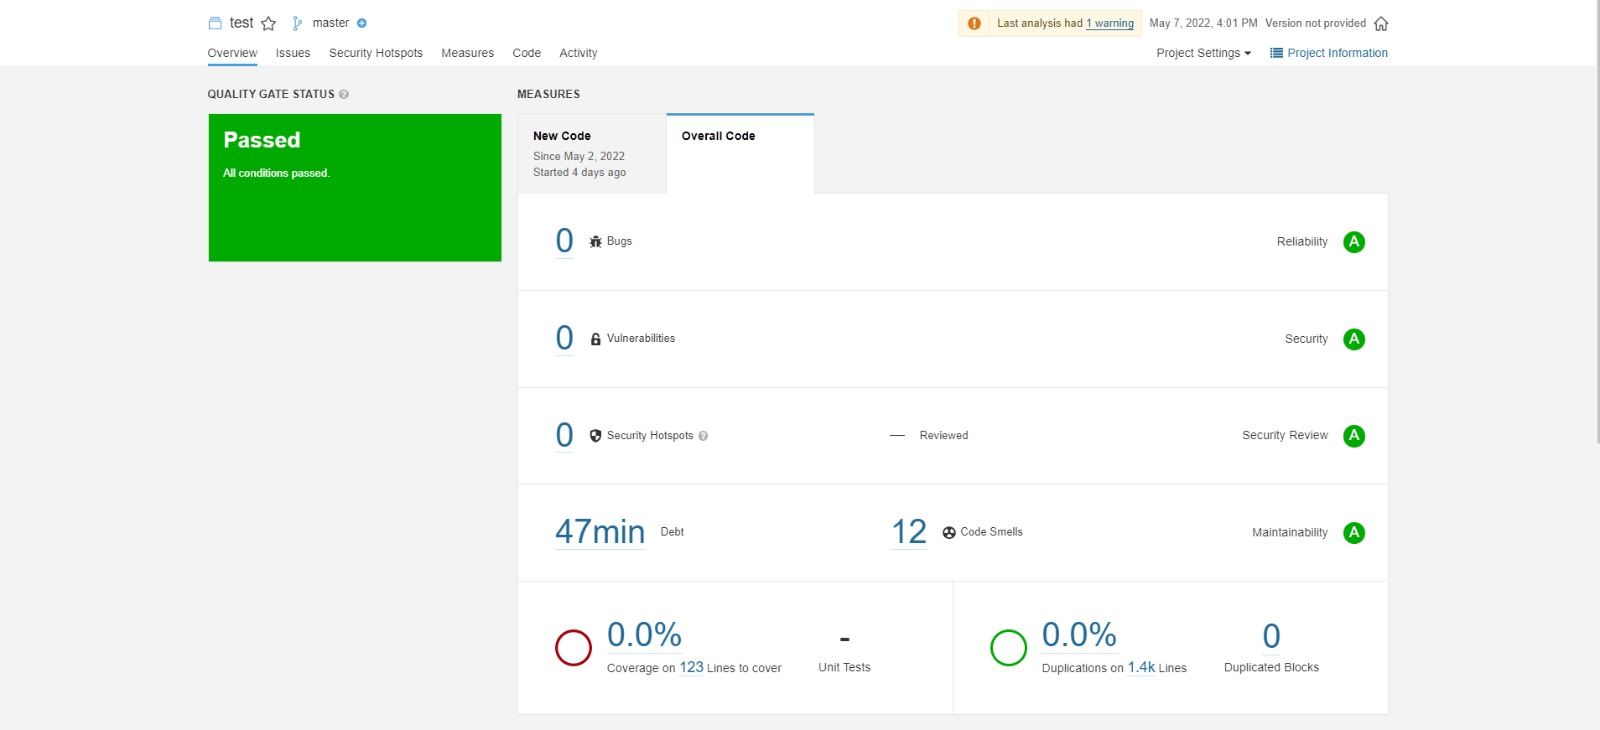 test master Last analysis had 1 warning May 7, 2022, 4:01 PM Version not provided
Overview Issues Security Hotspots Measures Code Activity Project Settings Project Information
QUALITY GATE STATUS ?
Passed
All conditions passed.
MEASURES
New Code
Since May 2, 2022
Started 4 days ago
Overall Code
0 Bugs Reliability A
0 Vulnerabilities Security A
0 Security Hotspots ? — Reviewed Security Review A
47min Debt 12 Code Smells Maintainability A
0.0%
Coverage on 123 Lines to cover
-
Unit Tests
0.0%
Duplications on 1.4k Lines
0
Duplicated Blocks